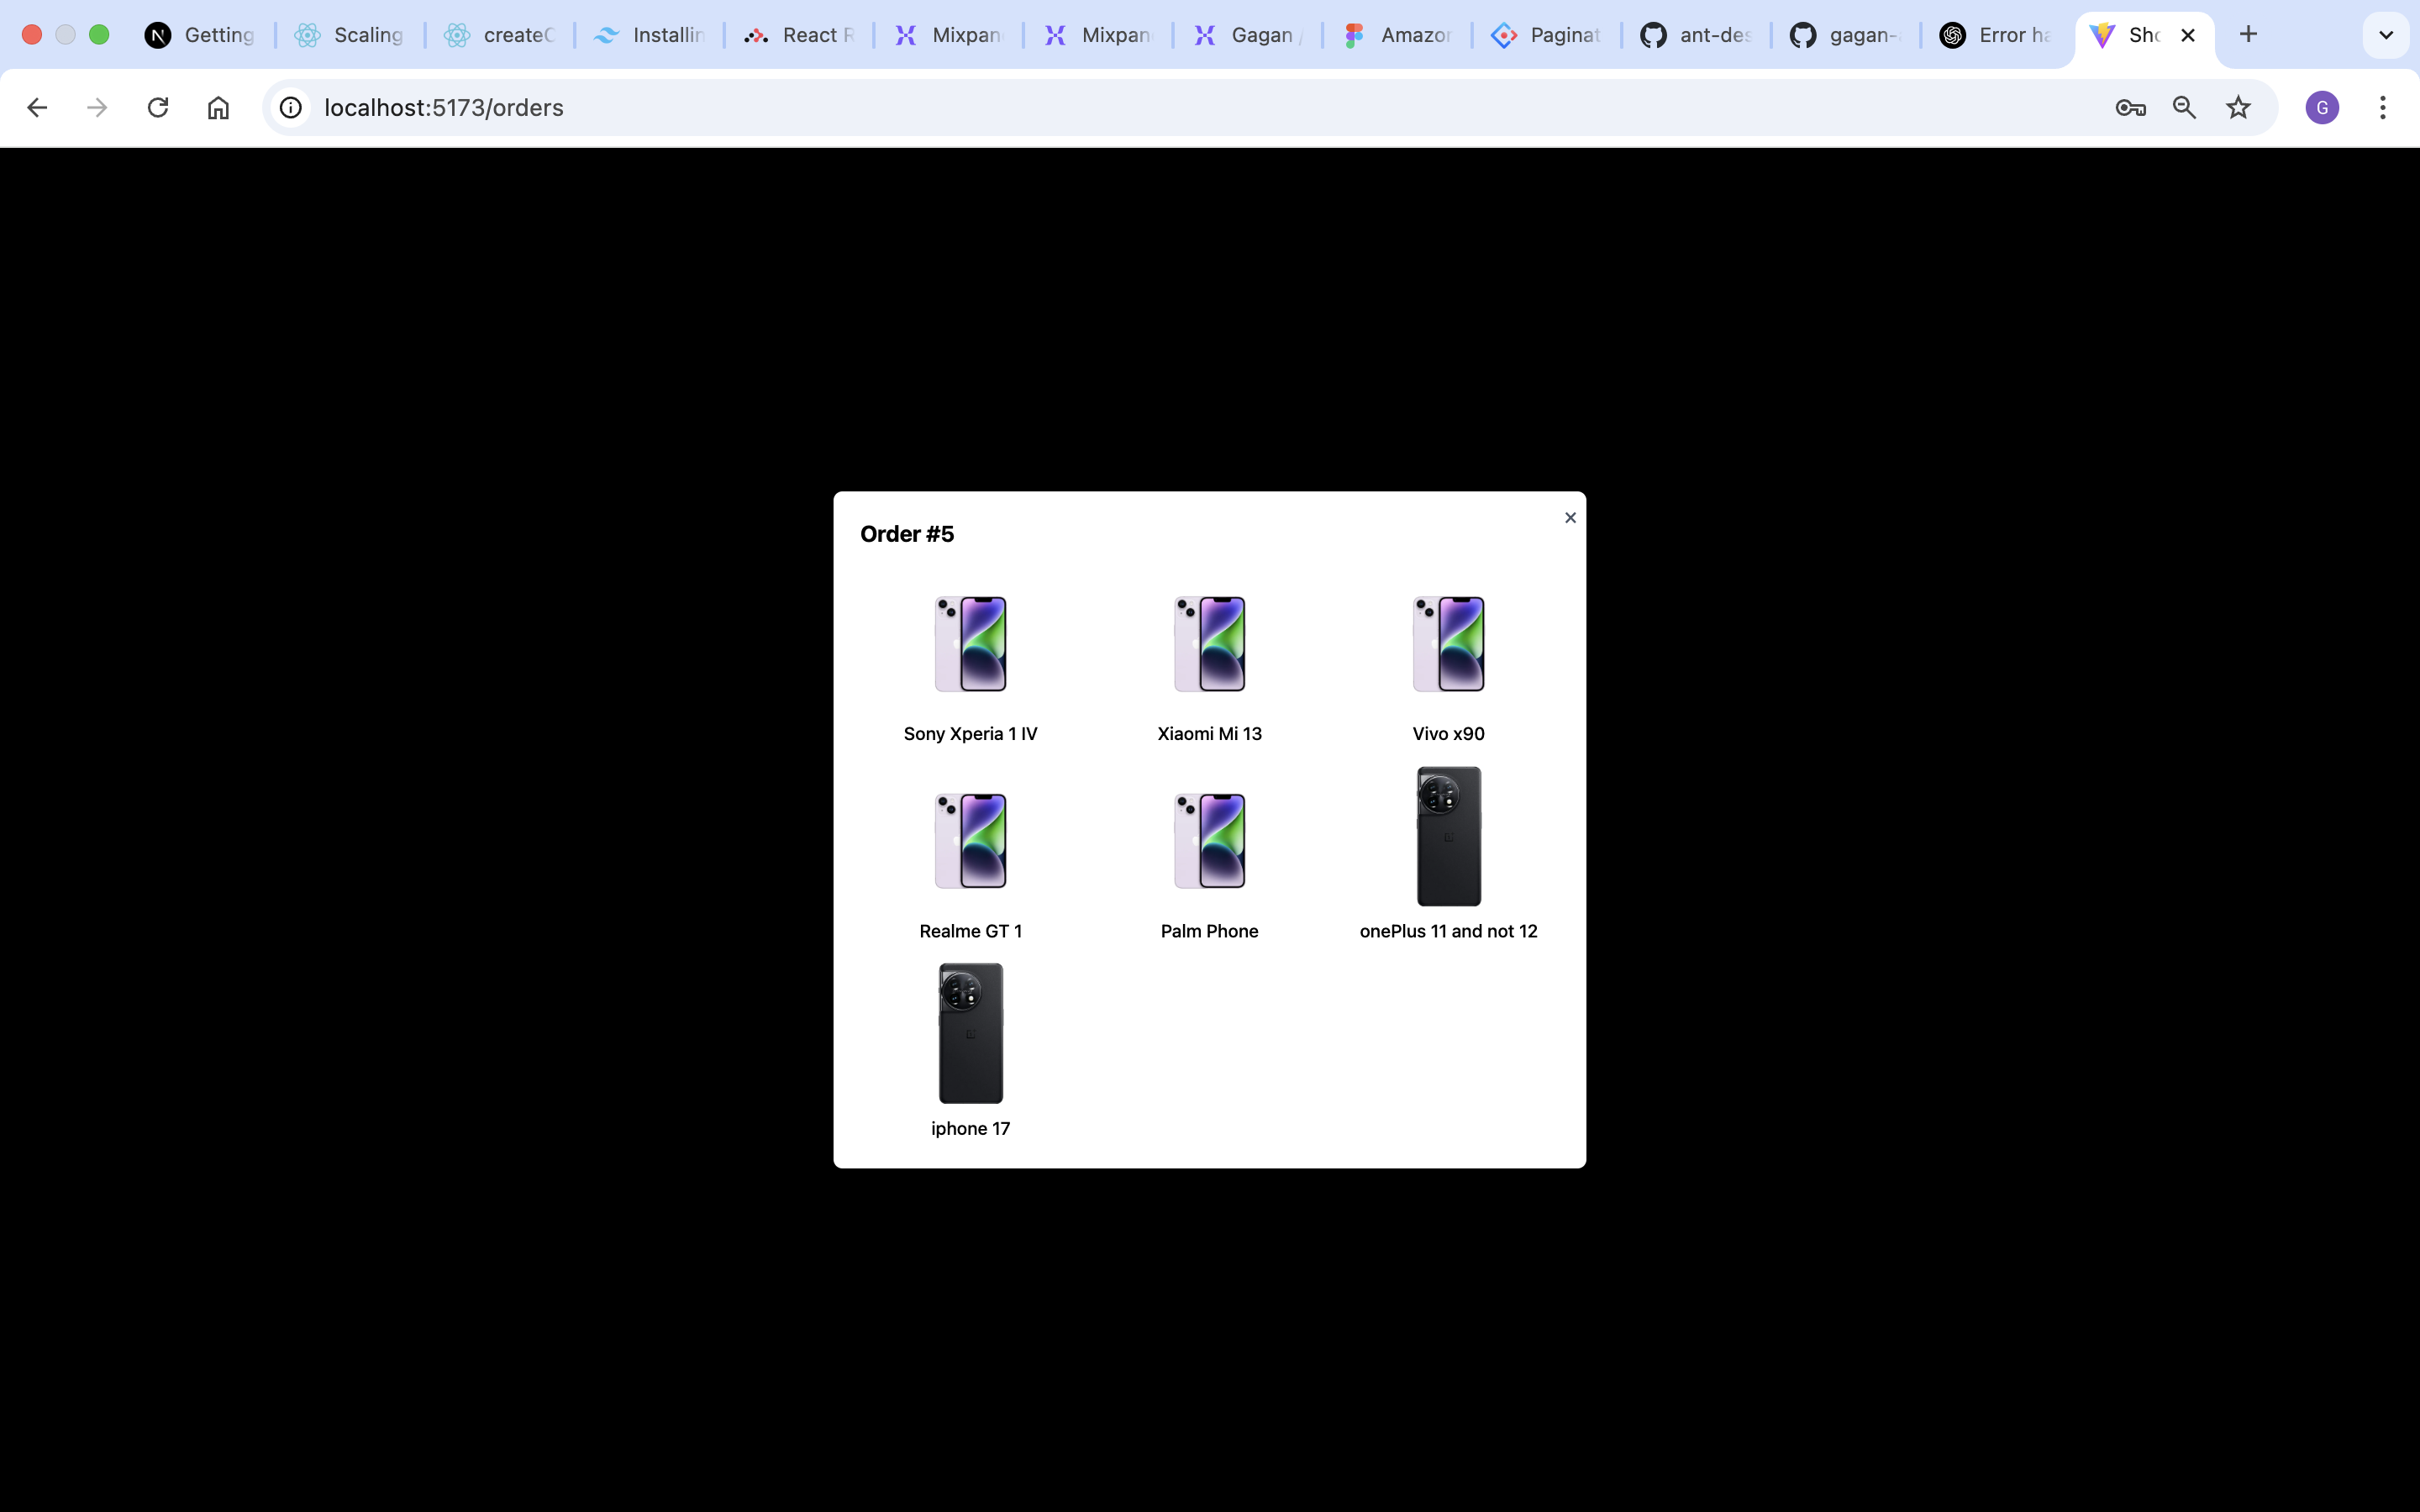 Getting
Scaling
createC
Installin
React R
Mixpan
Mixpan
Gagan /
Amazon
Paginat
ant-des
gagan-
Error ha
Sho
localhost:5173/orders
G
Order #5
×
Sony Xperia 1 IV
Xiaomi Mi 13
Vivo x90
Realme GT 1
Palm Phone
onePlus 11 and not 12
iphone 17